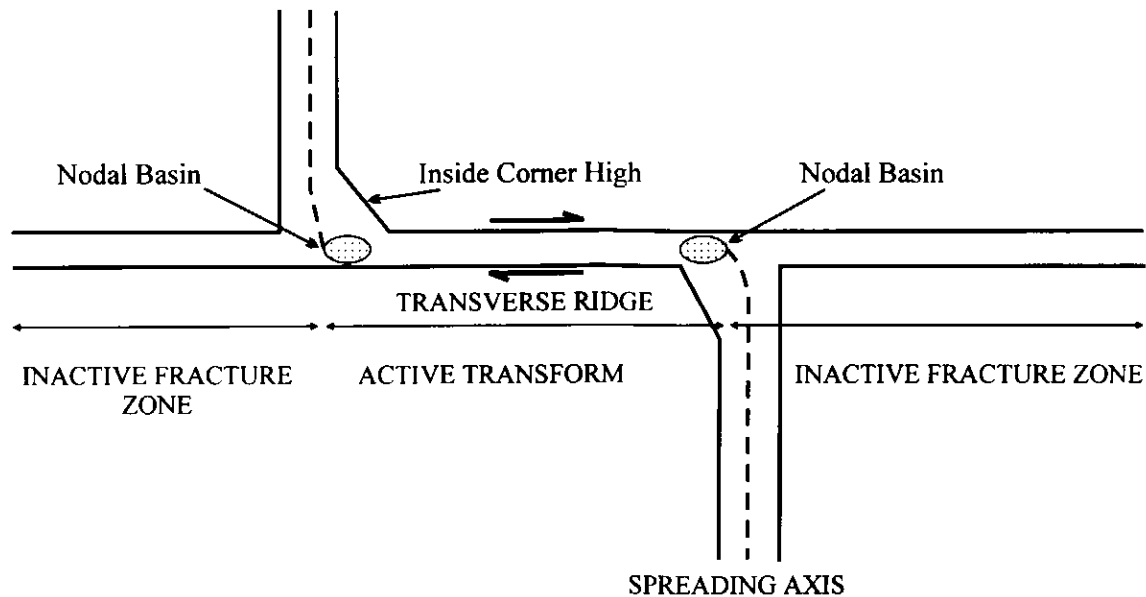 Nodal Basin
Inside Corner High
Nodal Basin
TRANSVERSE RIDGE
INACTIVE FRACTURE
ZONE
ACTIVE TRANSFORM
INACTIVE FRACTURE ZONE
SPREADING AXIS